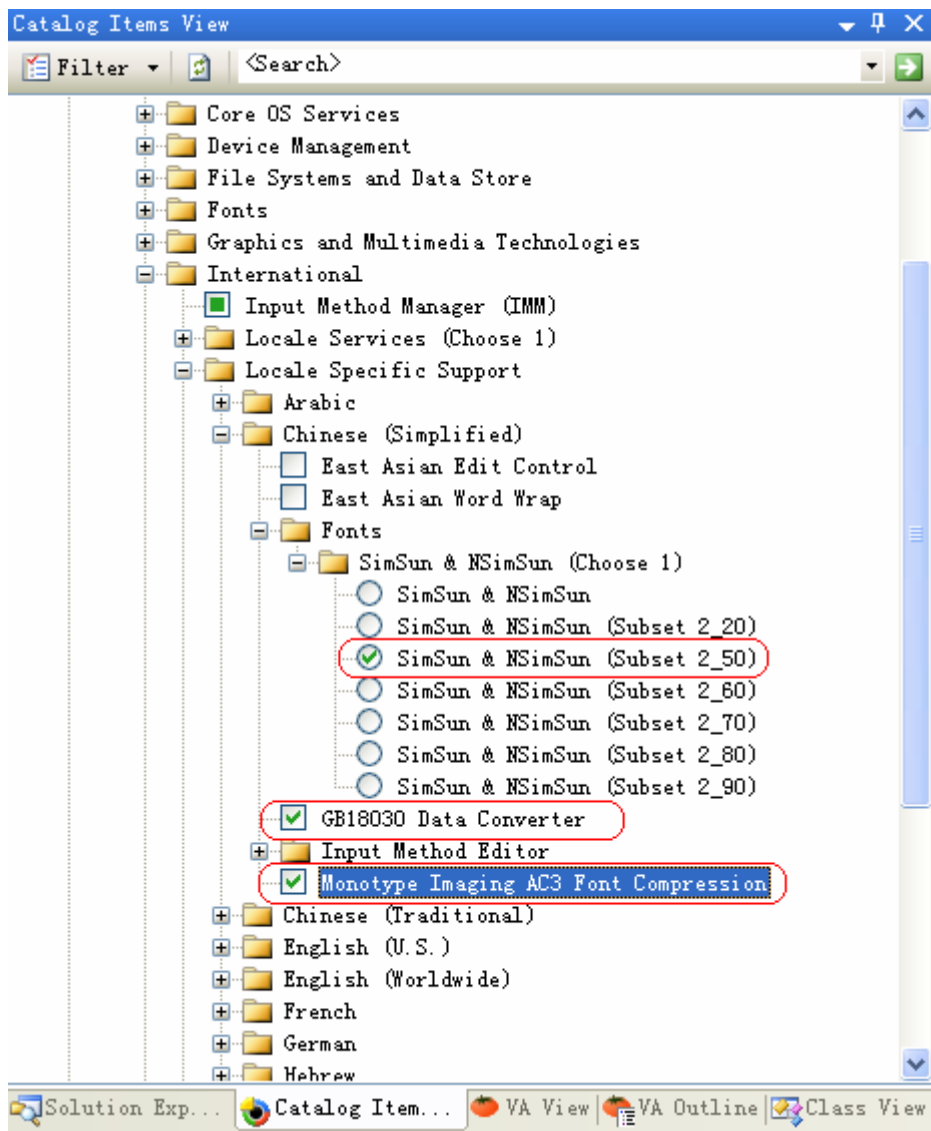 Catalog Items View
Filter <Search>
Core OS Services
Device Management
File Systems and Data Store
Fonts
Graphics and Multimedia Technologies
International
Input Method Manager (IMM)
Locale Services (Choose 1)
Locale Specific Support
Arabic
Chinese (Simplified)
East Asian Edit Control
East Asian Word Wrap
Fonts
SimSun & NSimSun (Choose 1)
SimSun & NSimSun
SimSun & NSimSun (Subset 2_20)
SimSun & NSimSun (Subset 2_50)
SimSun & NSimSun (Subset 2_60)
SimSun & NSimSun (Subset 2_70)
SimSun & NSimSun (Subset 2_80)
SimSun & NSimSun (Subset 2_90)
GB18030 Data Converter
Input Method Editor
Monotype Imaging AC3 Font Compression
Chinese (Traditional)
English (U.S.)
English (Worldwide)
French
German
Hebrew
Solution Exp... Catalog Item... VA View VA Outline Class View